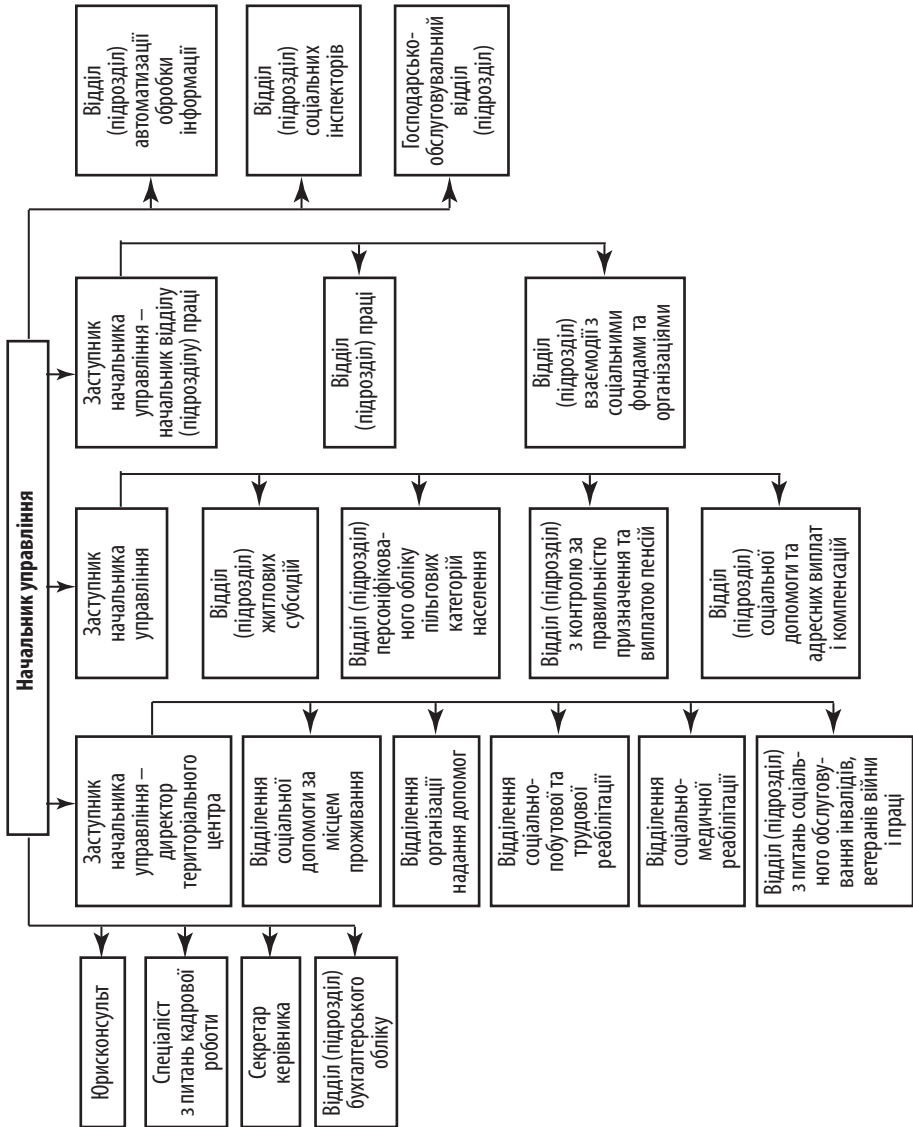 Начальник управління
Юрисконсульт
Спеціаліст
з питань кадрової
роботи
Секретар
керівника
Відділ (підрозділ)
бухгалтерського
обліку
Заступник
начальника
управління –
директор
територіального
центра
Відділення
соціальної
допомоги за
місцем
проживання
Відділення
організації
надання допомог
Відділення
соціально-
побутової та
трудової
реабілітації
Відділення
соціально-
медичної
реабілітації
Відділ (підрозділ)
з питань соціаль-
ного обслугову-
вання інвалідів,
ветеранів війни
і праці
Заступник
начальника
управління
Відділ
(підрозділ)
житлових
субсидій
Відділ (підрозділ)
персоніфікова-
ного обліку
пільгових
категорій
населення
Відділ (підрозділ)
з контролю за
правильністю
призначення та
виплатою пенсій
Відділ
(підрозділ)
соціальної
допомоги та
адресних виплат
і компенсацій
Заступник
начальника
управління –
начальник відділу
(підрозділу) праці
Відділ
(підрозділ) праці
Відділ
(підрозділ)
взаємодії з
соціальними
фондами та
організаціями
Відділ
(підрозділ)
автоматизації
обробки
інформації
Відділ
(підрозділ)
соціальних
інспекторів
Господарсько-
обслуговувальний
відділ
(підрозділ)